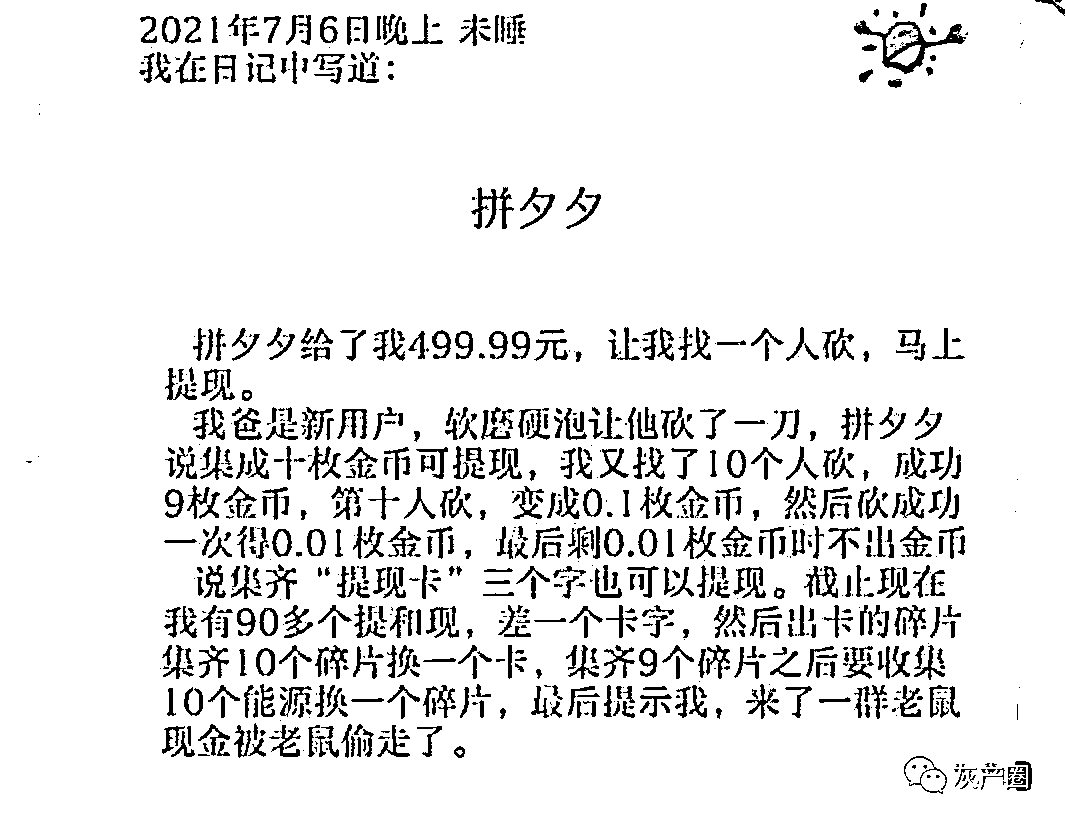 2021年7月6日晚上 未睡
我在日记中写道:
拼夕夕
拼夕夕给了我499.99元，让我找一个人砍，马上
提现。
我爸是新用户，软磨硬泡让他砍了一刀，拼夕夕
说集成十枚金币可提现，我又找了10个人砍，成功
9枚金币，第十人砍，变成0.1枚金币，然后砍成功
一次得0.01枚金币，最后剩0.01枚金币时不出金币
说集齐“提现卡”三个字也可以提现。截止现在
我有90多个提和现，差一个卡字，然后出卡的碎片
集齐10个碎片换一个卡，集齐9个碎片之后要收集
10个能源换一个碎片，最后提示我，来了一群老鼠
现金被老鼠偷走了。
灰产圈